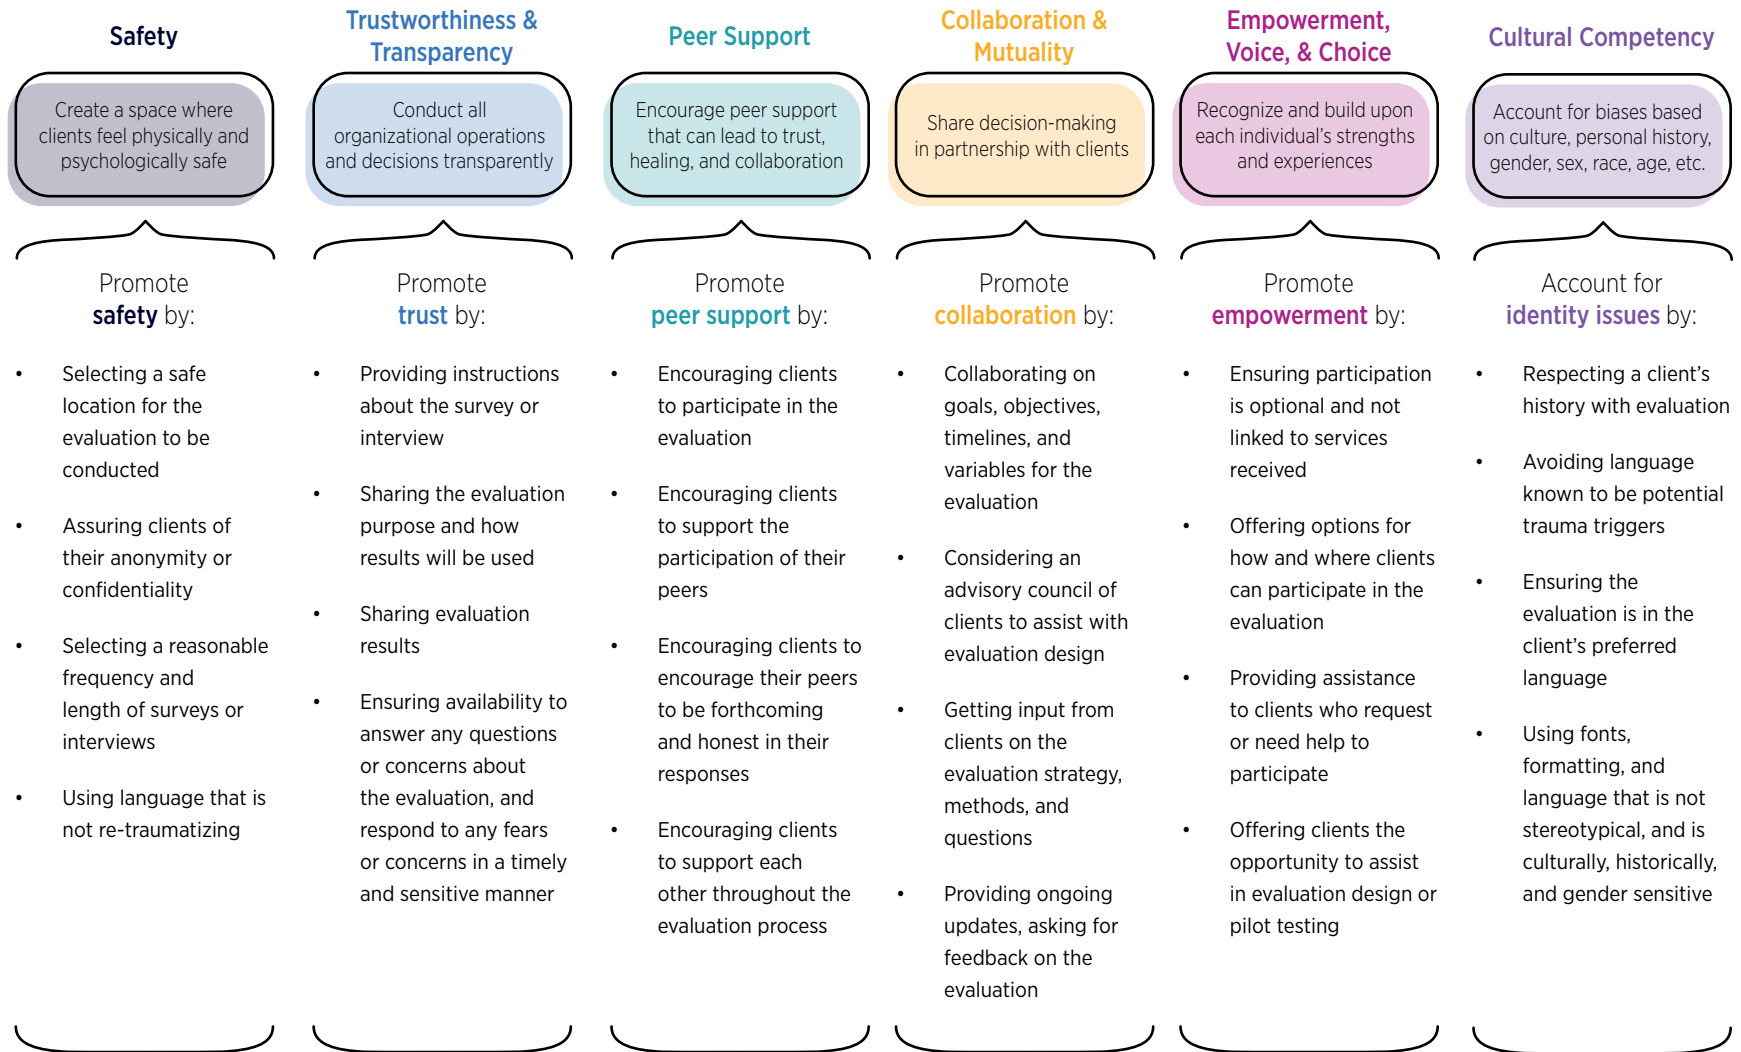 Safety
Create a space where
clients feel physically and
psychologically safe
Promote
safety by:
• Selecting a safe
location for the
evaluation to be
conducted
• Assuring clients of
their anonymity or
confidentiality
• Selecting a reasonable
frequency and
length of surveys or
interviews
• Using language that is
not re-traumatizing
Trustworthiness &
Transparency
Conduct all
organizational operations
and decisions transparently
Promote
trust by:
• Providing instructions
about the survey or
interview
• Sharing the evaluation
purpose and how
results will be used
• Sharing evaluation
results
• Ensuring availability to
answer any questions
or concerns about
the evaluation, and
respond to any fears
or concerns in a timely
and sensitive manner
Peer Support
Encourage peer support
that can lead to trust,
healing, and collaboration
Promote
peer support by:
• Encouraging clients
to participate in the
evaluation
• Encouraging clients
to support the
participation of their
peers
• Encouraging clients to
encourage their peers
to be forthcoming
and honest in their
responses
• Encouraging clients
to support each
other throughout the
evaluation process
Collaboration &
Mutuality
Share decision-making
in partnership with clients
Promote
collaboration by:
• Collaborating on
goals, objectives,
timelines, and
variables for the
evaluation
• Considering an
advisory council of
clients to assist with
evaluation design
• Getting input from
clients on the
evaluation strategy,
methods, and
questions
• Providing ongoing
updates, asking for
feedback on the
evaluation
Empowerment,
Voice, & Choice
Recognize and build upon
each individual’s strengths
and experiences
Promote
empowerment by:
• Ensuring participation
is optional and not
linked to services
received
• Offering options for
how and where clients
can participate in the
evaluation
• Providing assistance
to clients who request
or need help to
participate
• Offering clients the
opportunity to assist
in evaluation design or
pilot testing
Cultural Competency
Account for biases based
on culture, personal history,
gender, sex, race, age, etc.
Account for
identity issues by:
• Respecting a client’s
history with evaluation
• Avoiding language
known to be potential
trauma triggers
• Ensuring the
evaluation is in the
client’s preferred
language
• Using fonts,
formatting, and
language that is not
stereotypical, and is
culturally, historically,
and gender sensitive